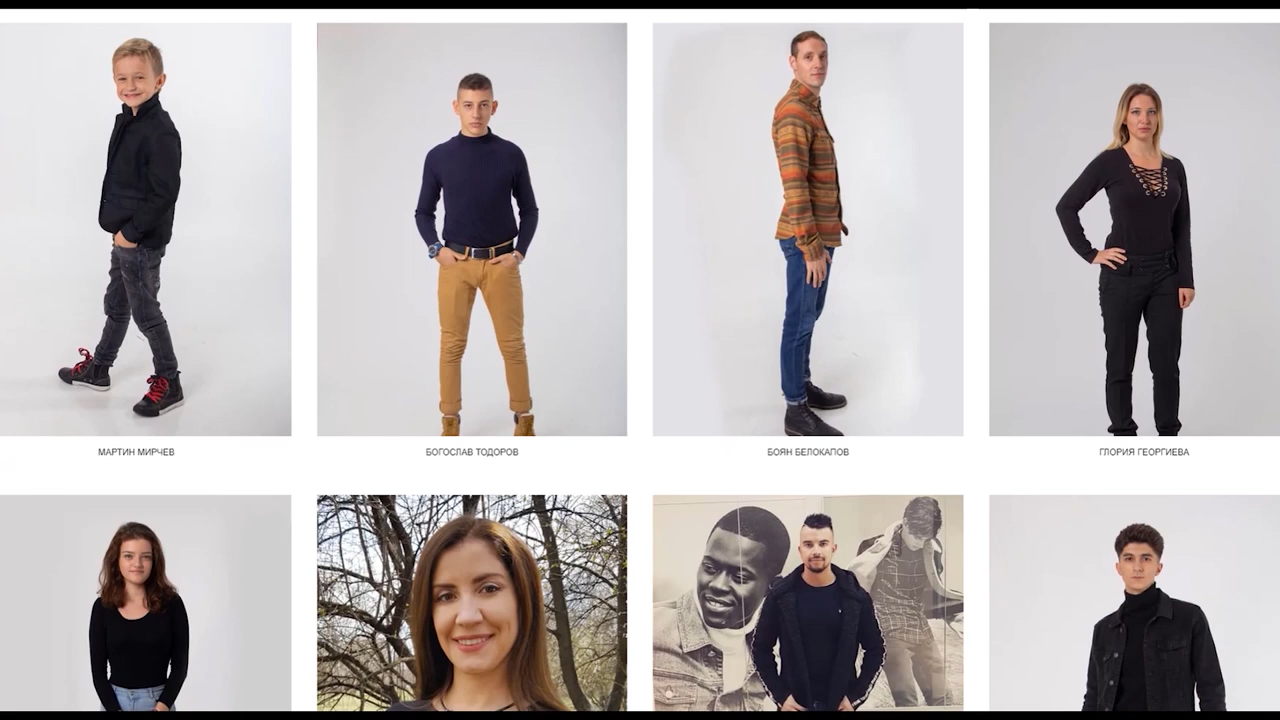 МАРТИН МИРЧЕВ
БОГОСЛАВ ТОДОРОВ
БОЯН БЕЛОКАПОВ
ГЛОРИЯ ГЕОРГИЕВА